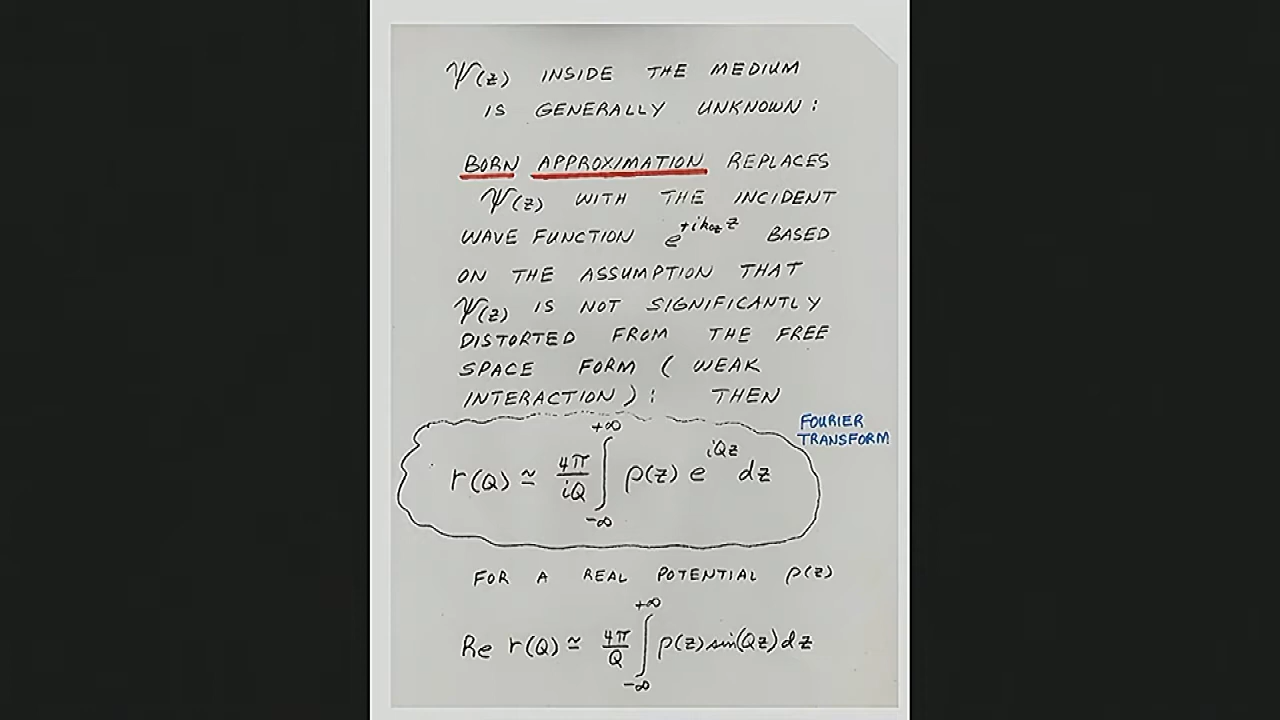 Ψ(z) INSIDE THE MEDIUM
IS GENERALLY UNKNOWN:
BORN APPROXIMATION REPLACES
Ψ(z) WITH THE INCIDENT
WAVE FUNCTION e^{+ik_{0z}z} BASED
ON THE ASSUMPTION THAT
Ψ(z) IS NOT SIGNIFICANTLY
DISTORTED FROM THE FREE
SPACE FORM (WEAK
INTERACTION): THEN
FOURIER
TRANSFORM
r(Q) ≃ \frac{4π}{iQ} ∫_{-∞}^{+∞} ρ(z) e^{iQz} dz
FOR A REAL POTENTIAL ρ(z)
Re r(Q) ≃ \frac{4π}{Q} ∫_{-∞}^{+∞} ρ(z) sin(Qz) dz